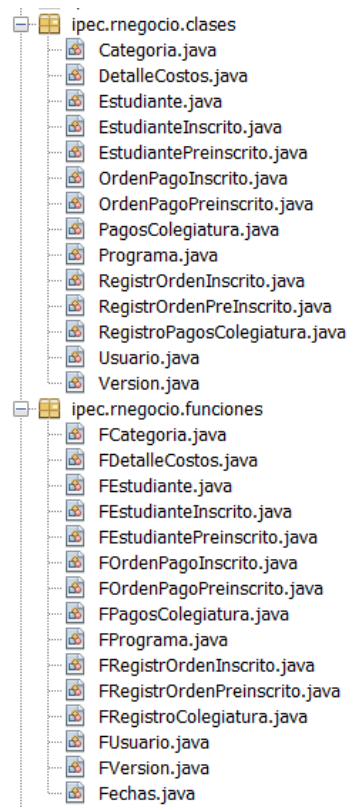 ipec.rnegocio.clases
Categoria.java
DetalleCostos.java
Estudiante.java
EstudianteInscrito.java
EstudiantePreinscrito.java
OrdenPagoInscrito.java
OrdenPagoPreinscrito.java
PagosColegiatura.java
Programa.java
RegistrOrdenInscrito.java
RegistrOrdenPreInscrito.java
RegistroPagosColegiatura.java
Usuario.java
Version.java
ipec.rnegocio.funciones
FCategoria.java
FDetalleCostos.java
FEstudiante.java
FEstudianteInscrito.java
FEstudiantePreinscrito.java
FOrdenPagoInscrito.java
FOrdenPagoPreinscrito.java
FPagosColegiatura.java
FPrograma.java
FRegistrOrdenInscrito.java
FRegistrOrdenPreinscrito.java
FRegistroColegiatura.java
FUsuario.java
FVersion.java
Fechas.java